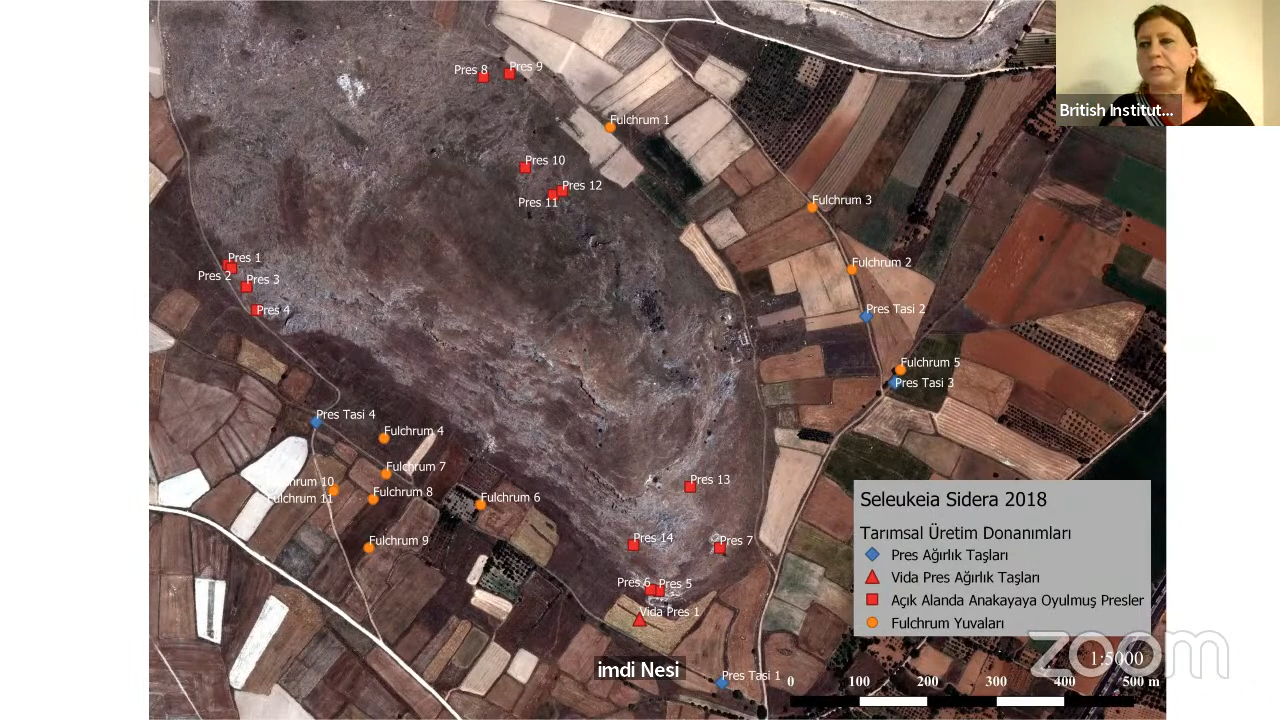 British Institut...
Pres 8
Pres 9
Fulchrum 1
Pres 10
Pres 12
Pres 11
Fulchrum 3
Pres 1
Pres 2
Pres 3
Pres 4
Fulchrum 2
Pres Tasi 2
Fulchrum 5
Pres Tasi 3
Pres Tasi 4
Fulchrum 4
Fulchrum 7
hrum 10
Fulchrum 11
Fulchrum 8
Fulchrum 6
Fulchrum 9
Pres 13
Pres 14
Pres 7
Pres 6
Pres 5
Vida Pres 1
Pres Tasi 1
imdi Nesi
Seleukeia Sidera 2018
Tarımsal Üretim Donanımları
Pres Ağırlık Taşları
Vida Pres Ağırlık Taşları
Açık Alanda Anakayaya Oyulmuş Presler
Fulchrum Yuvaları
zoom
1:5000
0 100 200 300 400 500 m